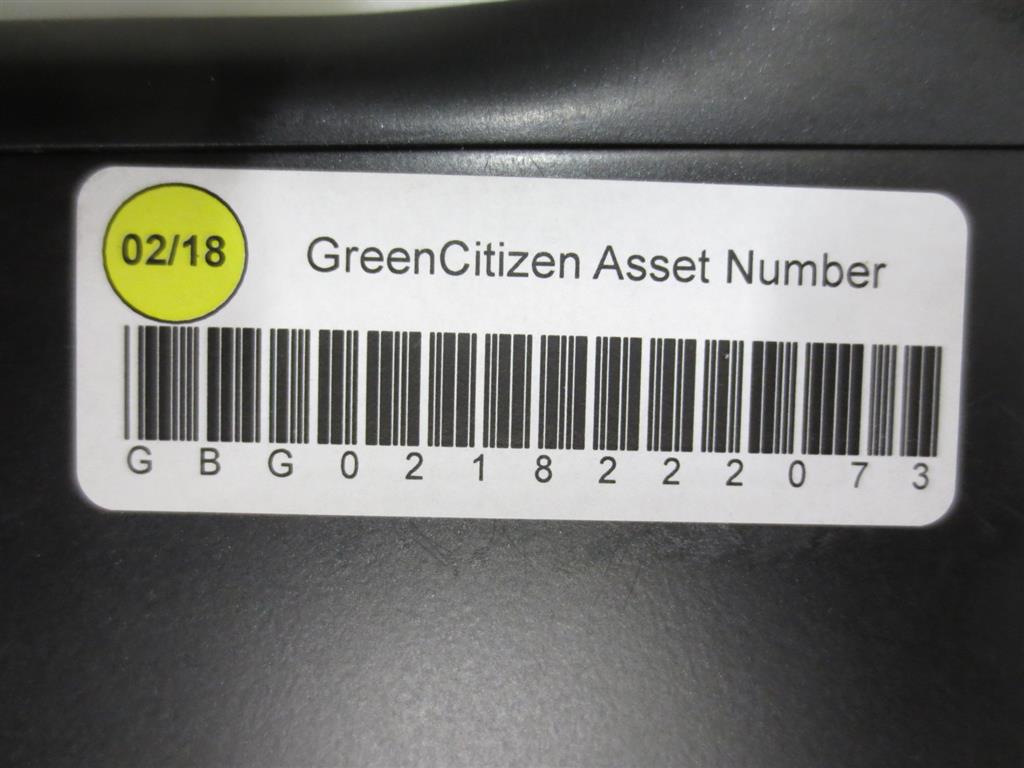 02/18
GreenCitizen Asset Number
GBG0218222073